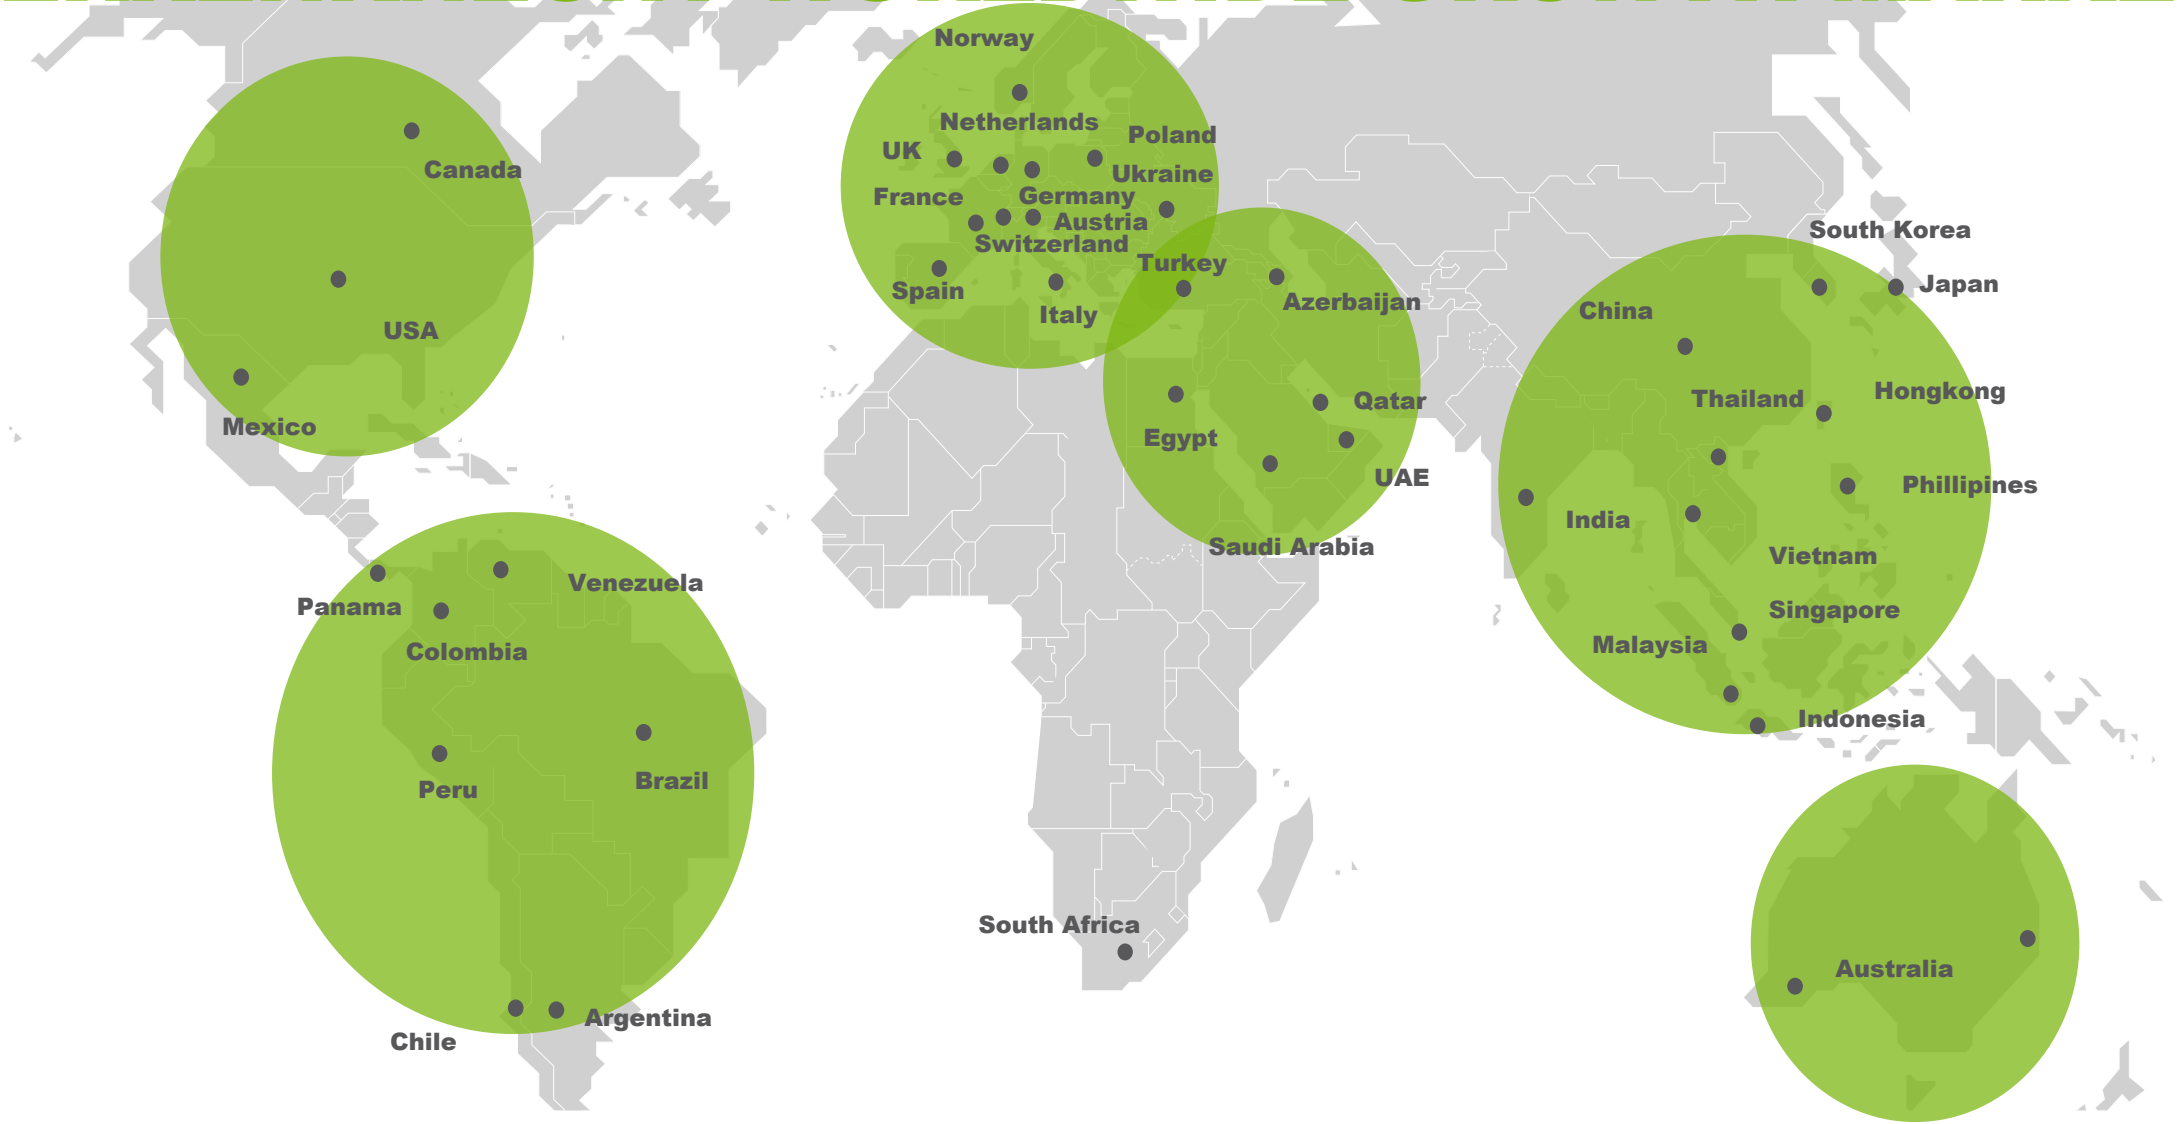 Norway
Netherlands
Poland
UK
Ukraine
Canada
France
Germany
Austria
Switzerland
South Korea
Turkey
Spain
Azerbaijan
Japan
Italy
China
USA
Thailand
Hongkong
Qatar
Mexico
Egypt
UAE
Phillipines
India
Saudi Arabia
Vietnam
Venezuela
Panama
Singapore
Colombia
Malaysia
Indonesia
Brazil
Peru
South Africa
Australia
Argentina
Chile